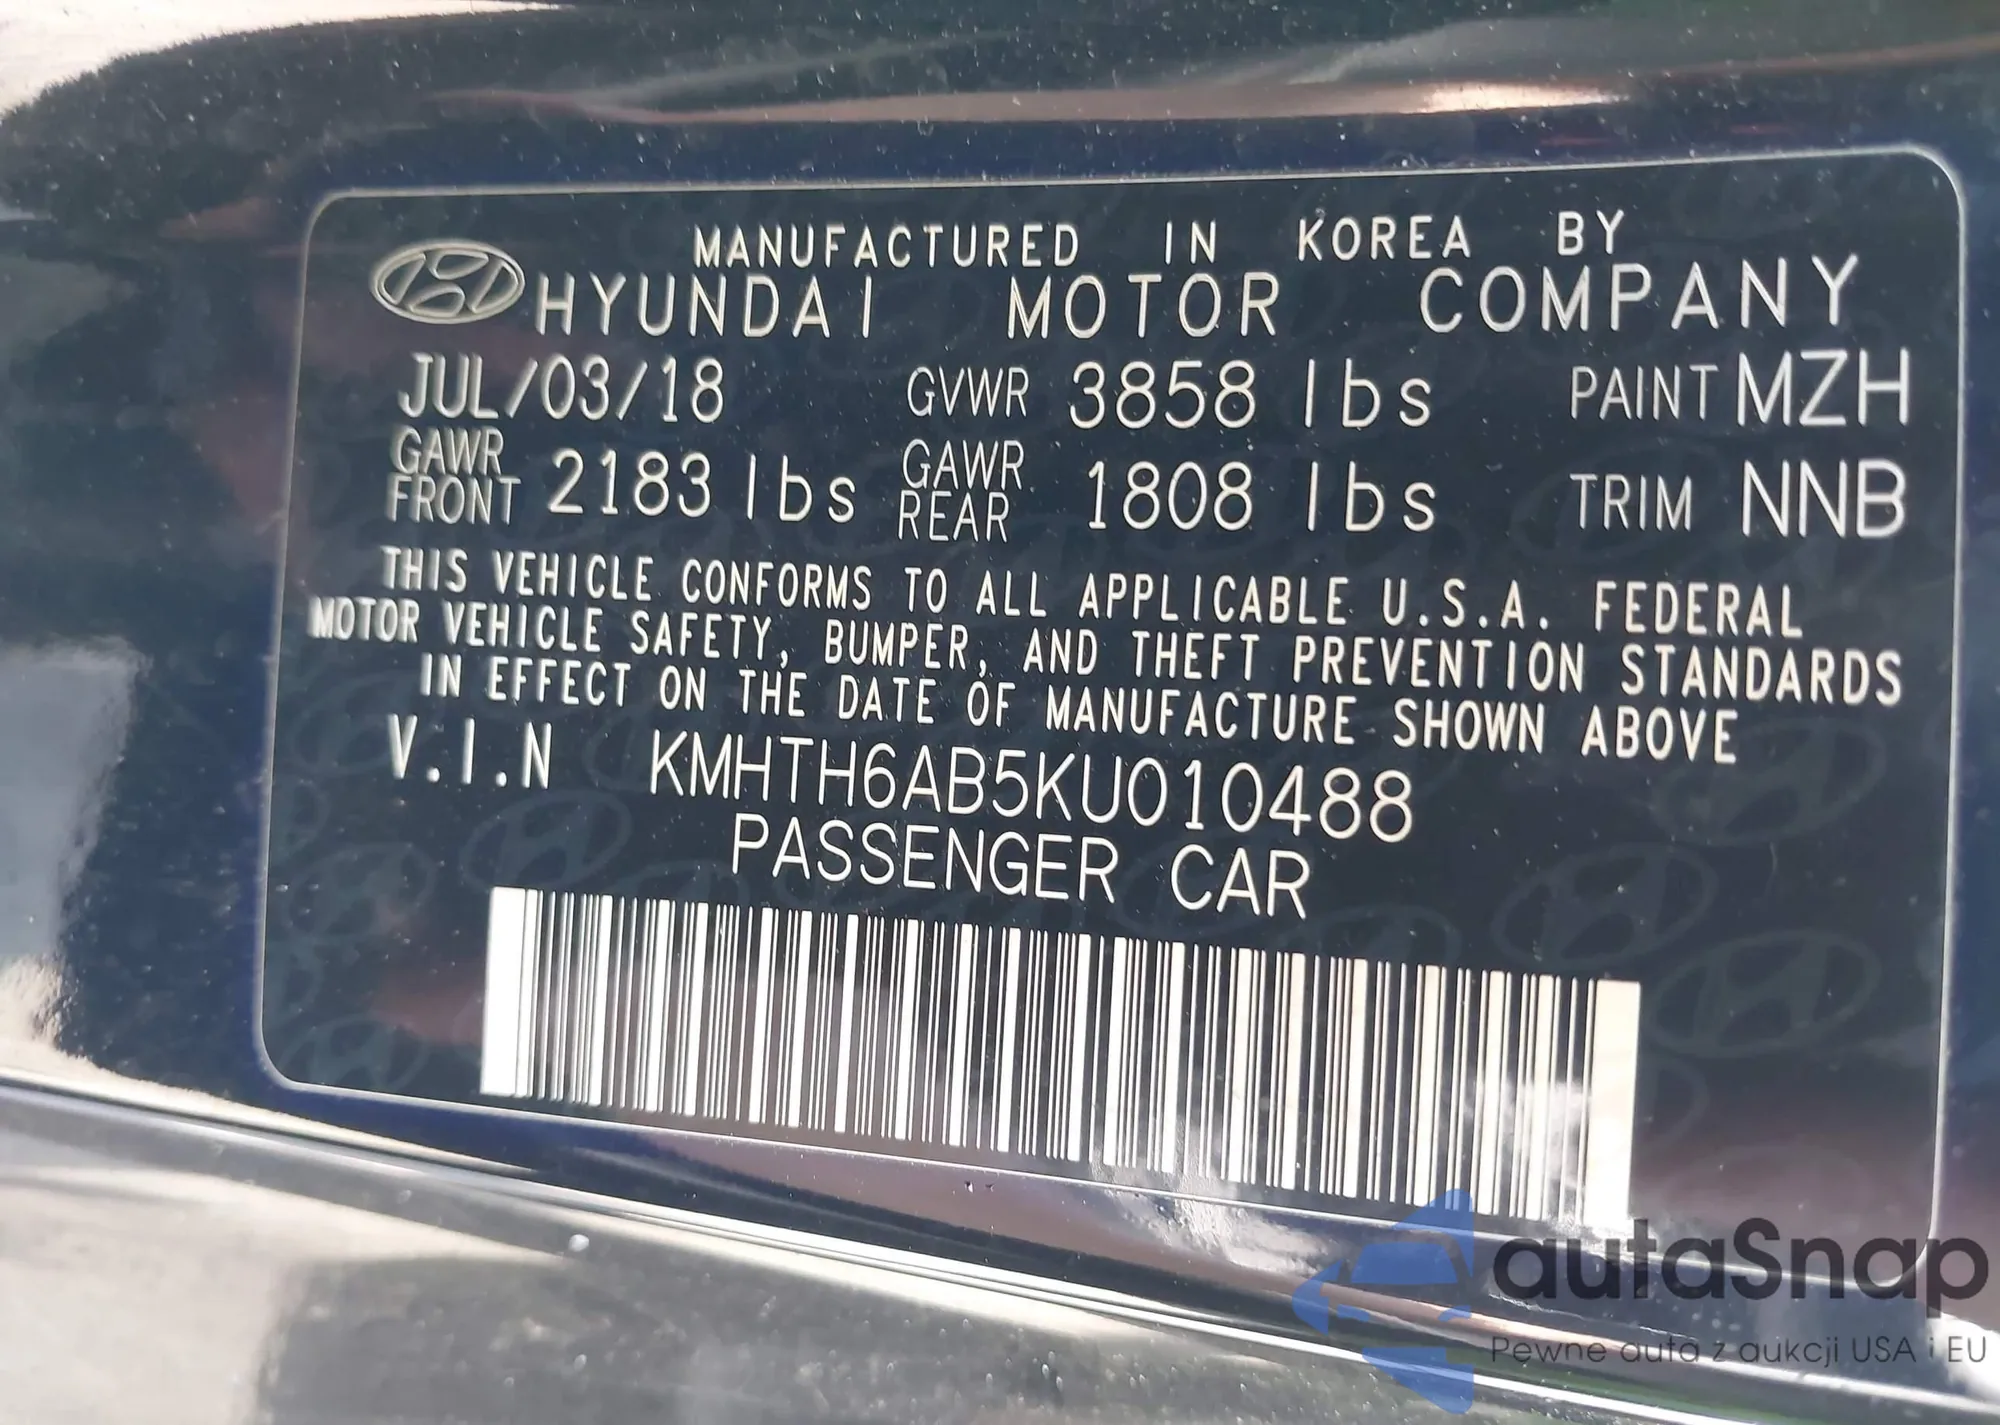 MANUFACTURED IN KOREA BY
HYUNDAI MOTOR COMPANY
JUL/03/18 GVWR 3858 lbs PAINT MZH
GAWR FRONT 2183 lbs GAWR REAR 1808 lbs TRIM NNB
THIS VEHICLE CONFORMS TO ALL APPLICABLE U.S.A. FEDERAL
MOTOR VEHICLE SAFETY, BUMPER, AND THEFT PREVENTION STANDARDS
IN EFFECT ON THE DATE OF MANUFACTURE SHOWN ABOVE
V.I.N KMHTH6AB5KU010488
PASSENGER CAR
autaSnap
Pewne auta z aukcji USA i EU